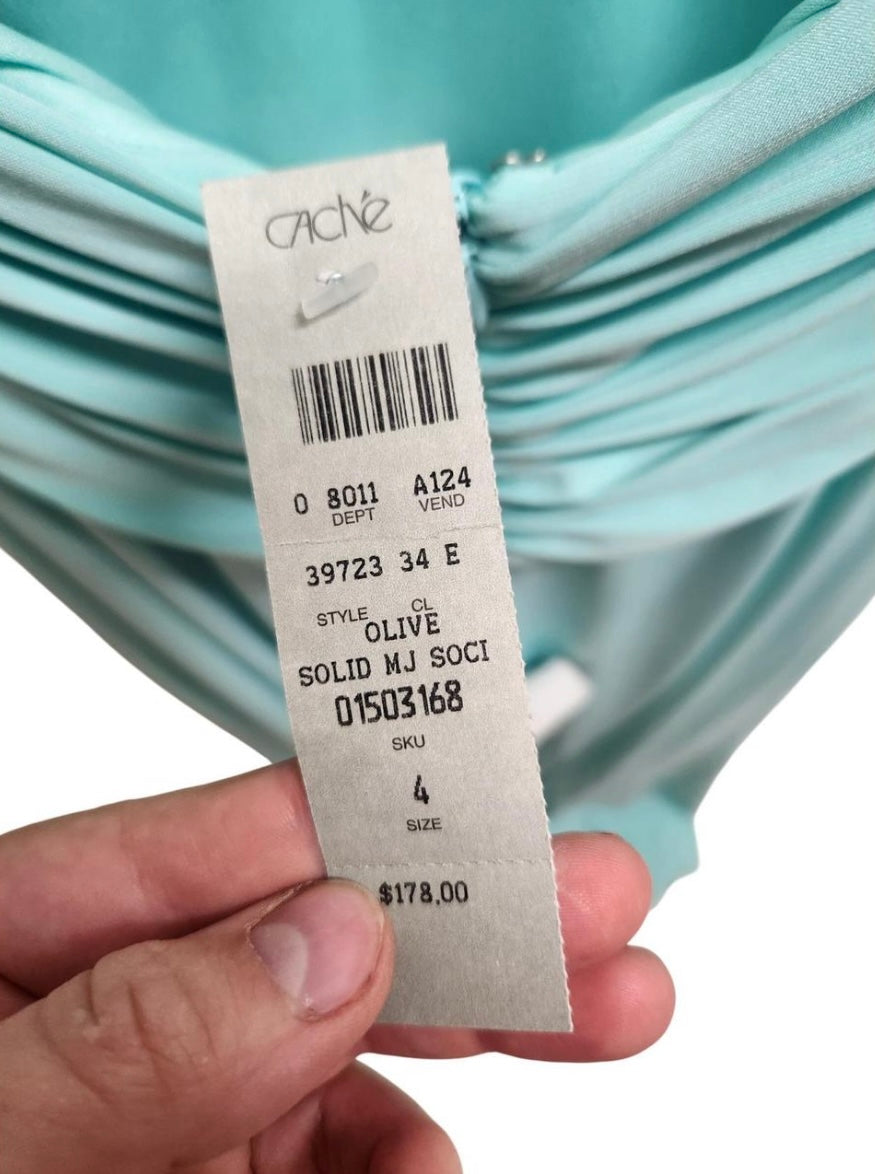 CACHÉ
0 8011 A124
DEPT VEND
39723 34 E
STYLE CL
OLIVE
SOLID MJ SOCI
01503168
SKU
4
SIZE
$178.00